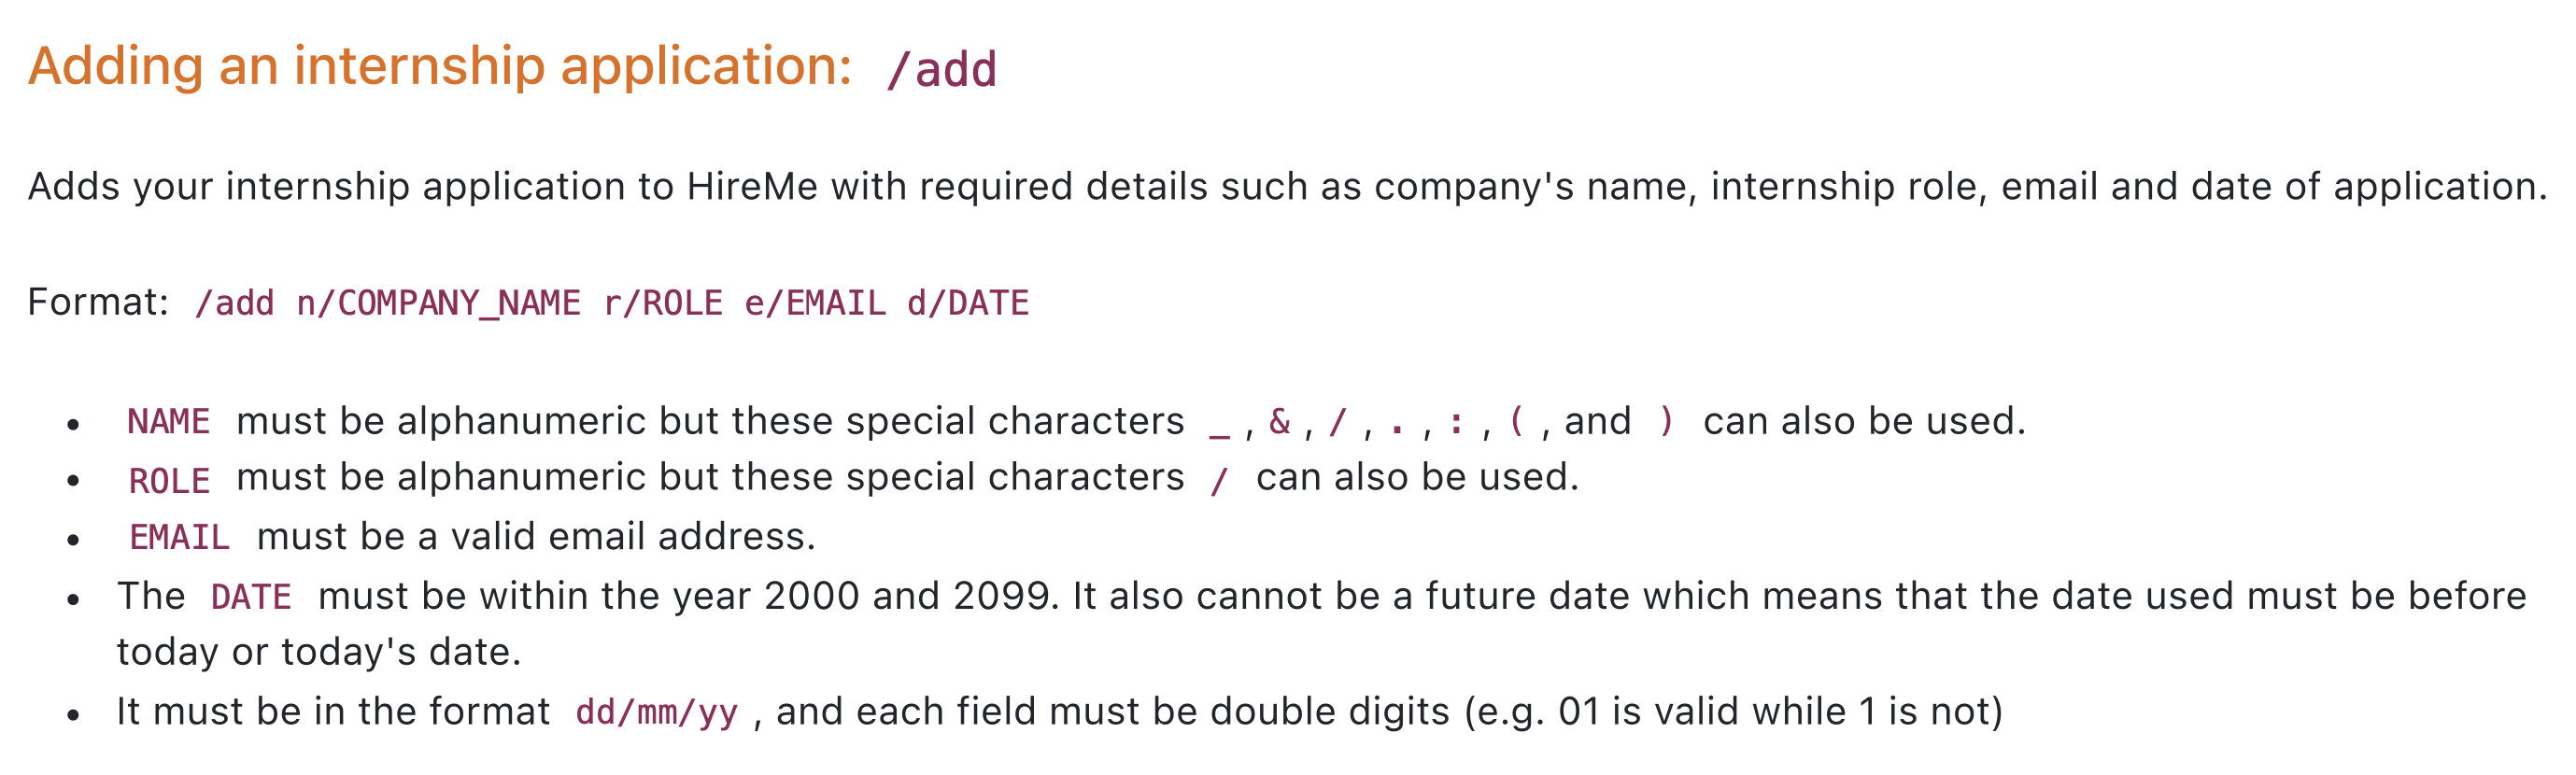 Adding an internship application: /add
Adds your internship application to HireMe with required details such as company's name, internship role, email and date of application.
Format: /add n/COMPANY_NAME r/ROLE e/EMAIL d/DATE
• NAME must be alphanumeric but these special characters _ , & , / , . , : , ( , and ) can also be used.
• ROLE must be alphanumeric but these special characters / can also be used.
• EMAIL must be a valid email address.
• The DATE must be within the year 2000 and 2099. It also cannot be a future date which means that the date used must be before
today or today's date.
• It must be in the format dd/mm/yy , and each field must be double digits (e.g. 01 is valid while 1 is not)